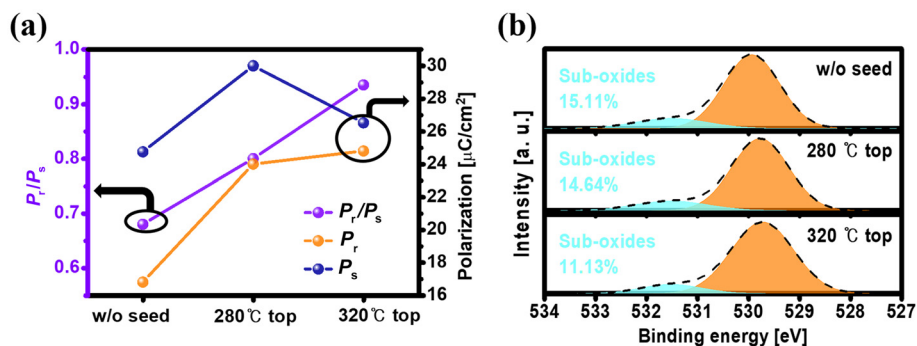 (a)
1.0
0.9
0.8
0.7
0.6
Pr/Ps
30
28
26
24
22
20
18
16
Polarization [μC/cm²]
Pr/Ps
Pr
Ps
w/o seed 280℃ top 320℃ top
(b)
Intensity [a. u.]
Sub-oxides
15.11%
w/o seed
Sub-oxides
14.64%
280 ℃ top
Sub-oxides
11.13%
320 ℃ top
534 533 532 531 530 529 528 527
Binding energy [eV]